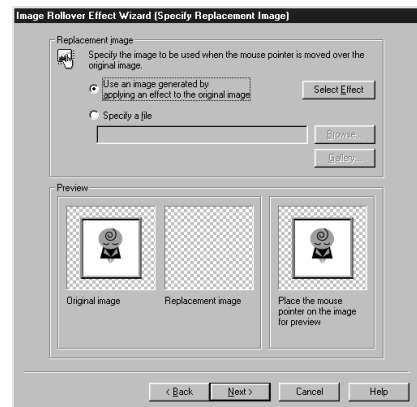 Image Rollover Effect Wizard (Specify Replacement Image)
Replacement image
Specify the image to be used when the mouse pointer is moved over the
original image.
Use an image generated by
applying an effect to the original image
Select Effect
Specify a file
Browse...
Gallery...
Preview
Original image
Replacement image
Place the mouse
pointer on the image
for preview
< Back
Next >
Cancel
Help